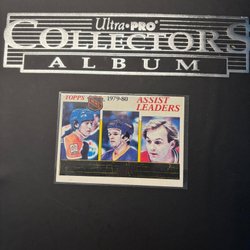 Ultra•PRO®
COLLECTORS
ALBUM
TOPPS 1979-80 ASSIST
LEADERS